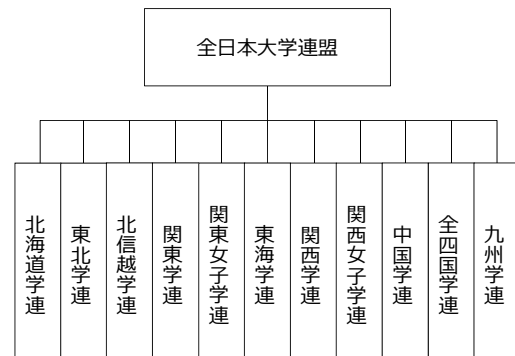 全日本大学連盟
北海道学連
東北学連
北信越学連
関東学連
関東女子学連
東海学連
関西学連
関西女子学連
中国学連
全四国学連
九州学連